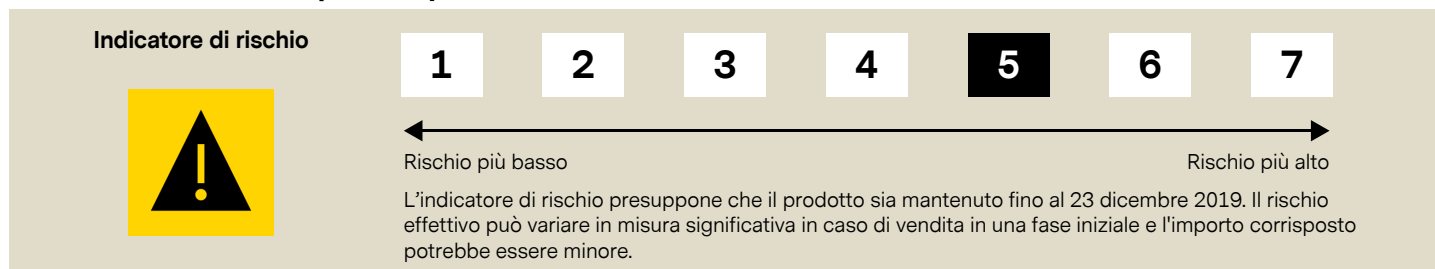 Indicatore di rischio
1 2 3 4 5 6 7
Rischio più basso Rischio più alto
L'indicatore di rischio presuppone che il prodotto sia mantenuto fino al 23 dicembre 2019. Il rischio
effettivo può variare in misura significativa in caso di vendita in una fase iniziale e l'importo corrisposto
potrebbe essere minore.